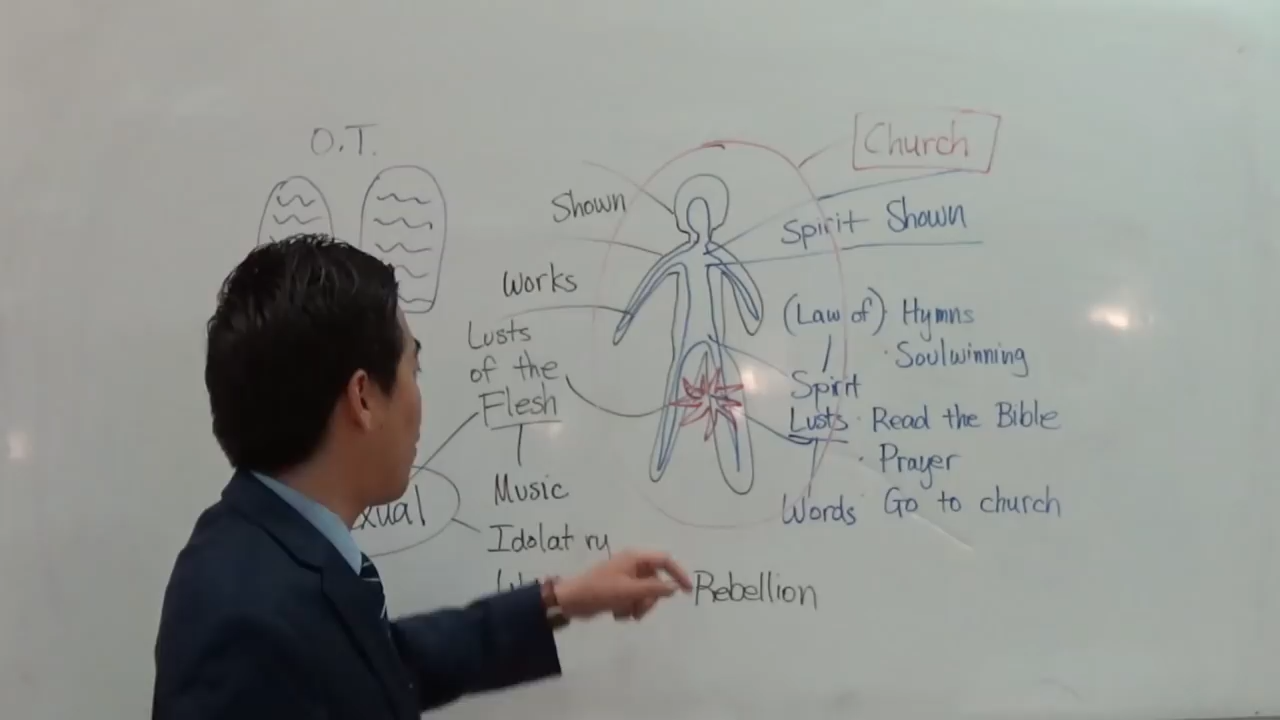 O.T.
Church
Shown
Spirit Shown
Works
Lusts
of the
Flesh
(Law of) Hymns
· Soulwinning
Spirit
Lusts · Read the Bible
· Prayer
Words · Go to church
Music
Idolatry
Rebellion